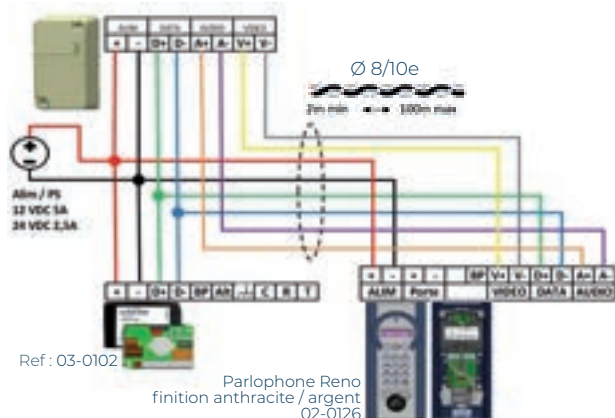 ALIM DATA AUDIO VIDEO
+ - D+ D- A+ A- V+ V-
Ø 8/10e
2m min 100m max
Alim / PS
12 VDC 5A
24 VDC 2,5A
+ - D+ D- BP Alt C R T
+ - + - BP V+ V- D+ D- A+ A-
ALIM Porte VIDEO DATA AUDIO
Ref : 03-0102
Parlophone Reno
finition anthracite / argent
02-0126